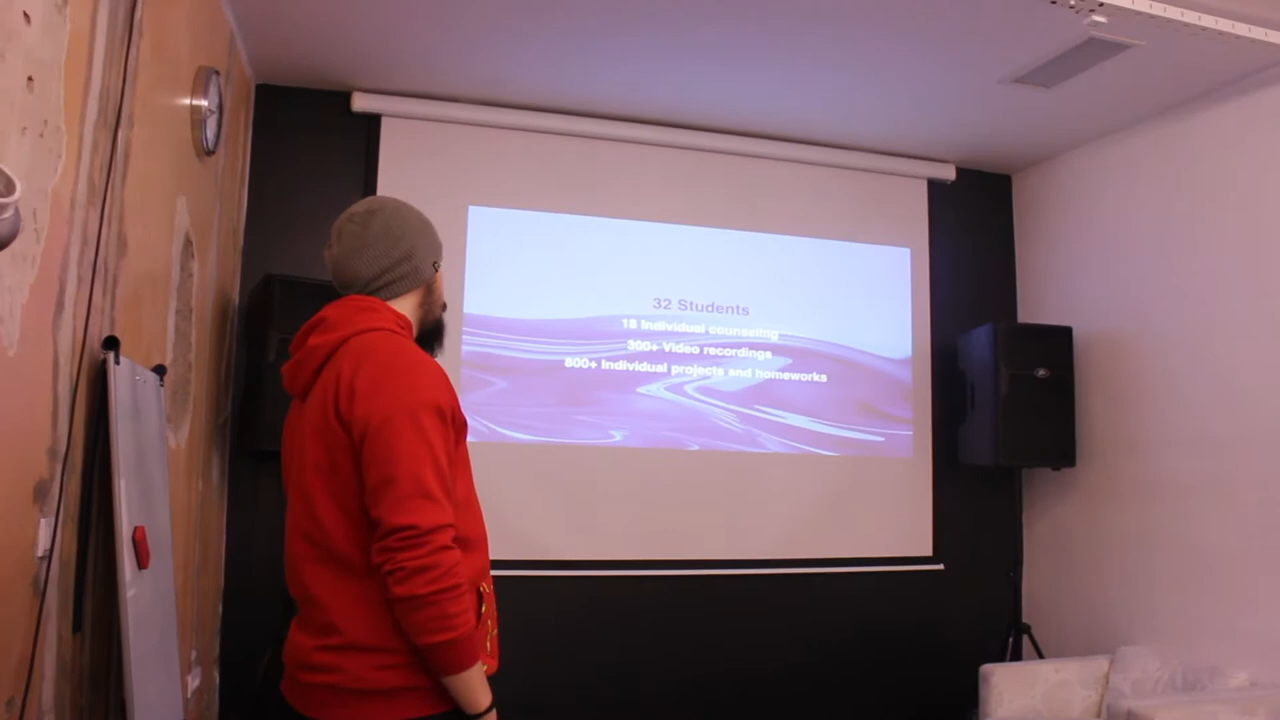 32 Students
18 Individual counseling
300+ Video recordings
800+ Individual projects and homeworks